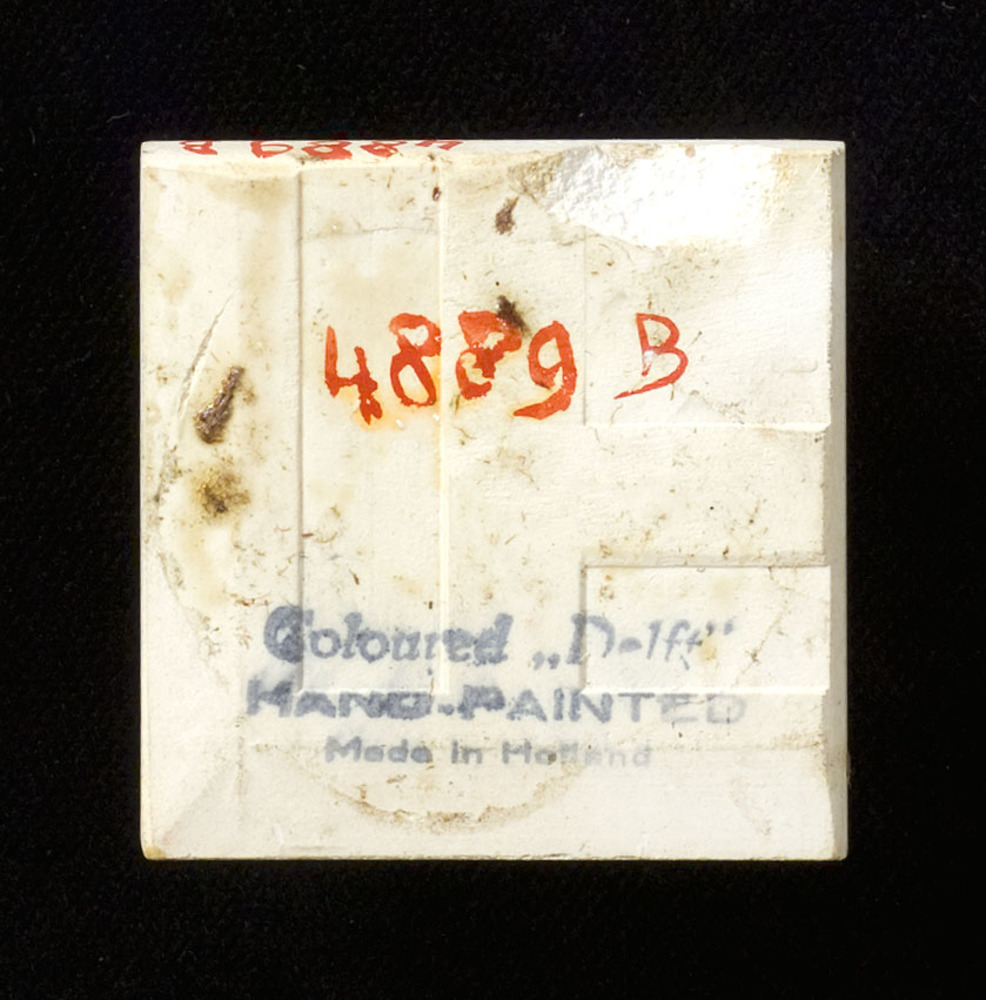 4889 B
Coloured „Delft"
HAND-PAINTED
Made in Holland